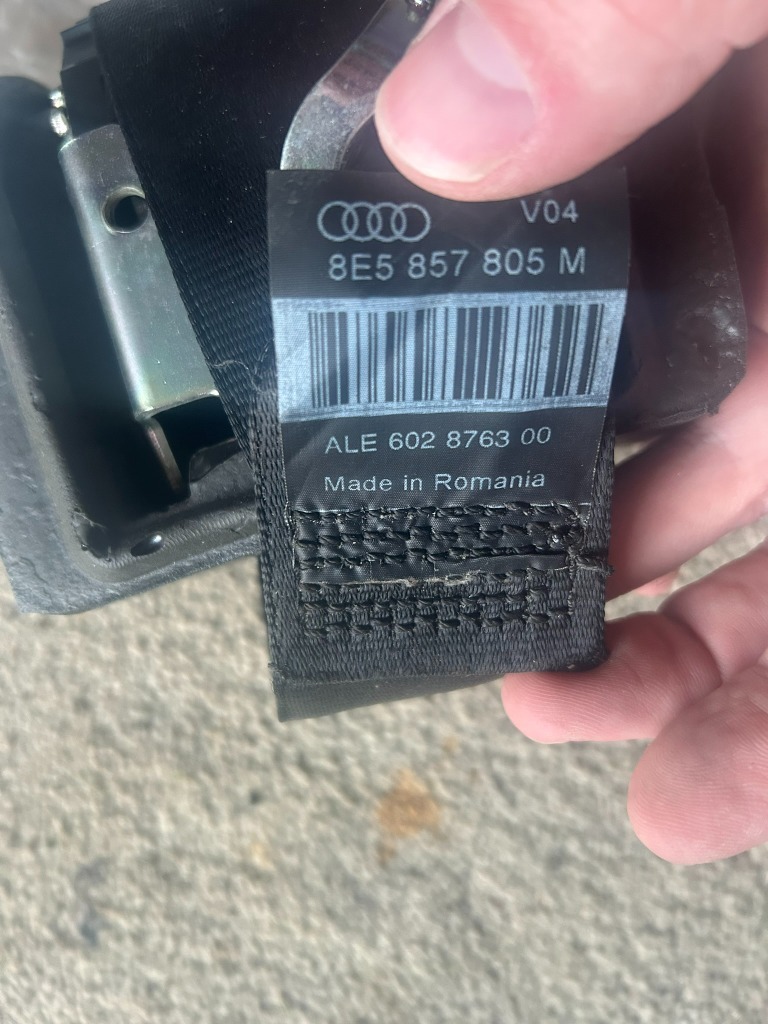 V04
8E5 857 805 M
ALE 602 8763 00
Made in Romania